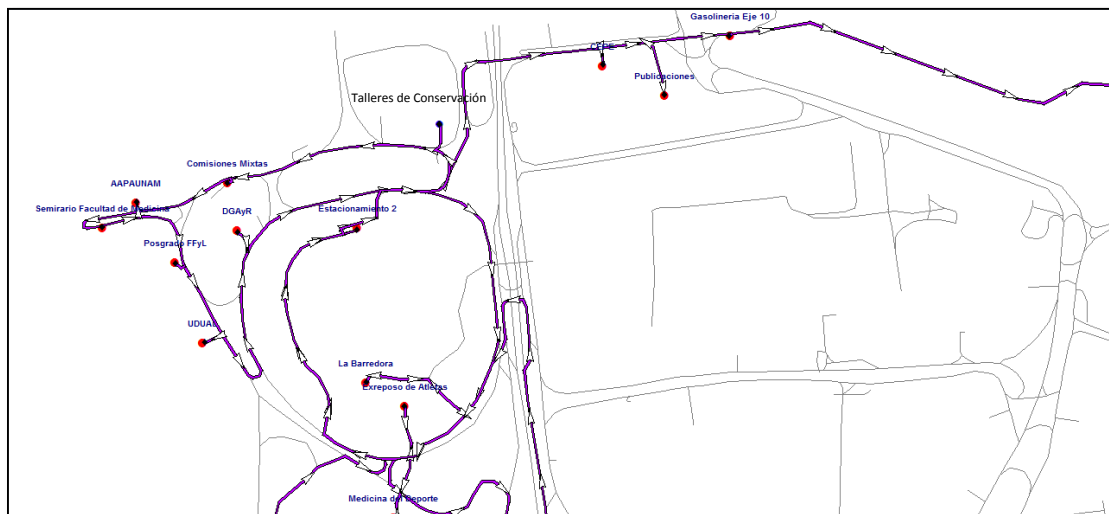 Gasolineria Eje 10
CEPE
Publicaciones
Talleres de Conservación
Comisiones Mixtas
AAPAUNAM
Semirario Facultad de Medicina
DGAyR
Estacionamiento 2
Posgrado FFyL
UDUAL
La Barredora
Exreposo de Atletas
Medicina del Deporte